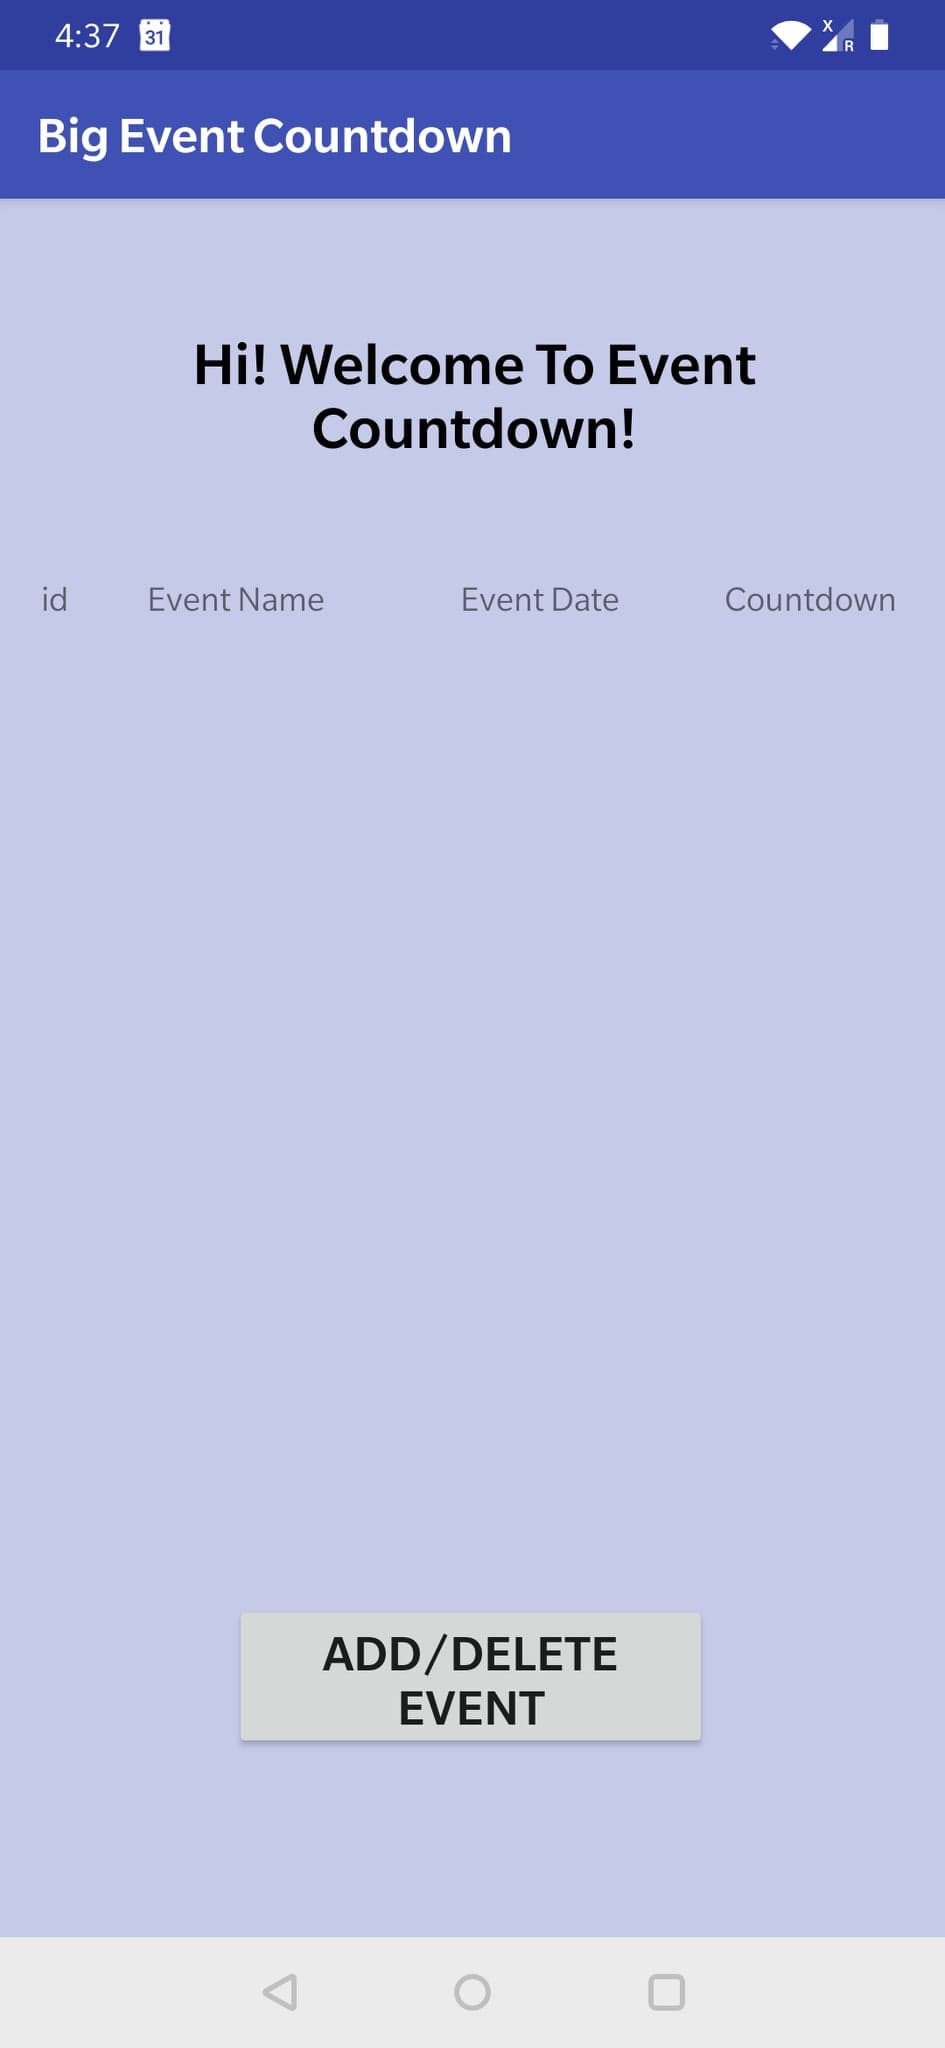 4:37 31 X R
Big Event Countdown
Hi! Welcome To Event
Countdown!
id Event Name Event Date Countdown
ADD/DELETE
EVENT